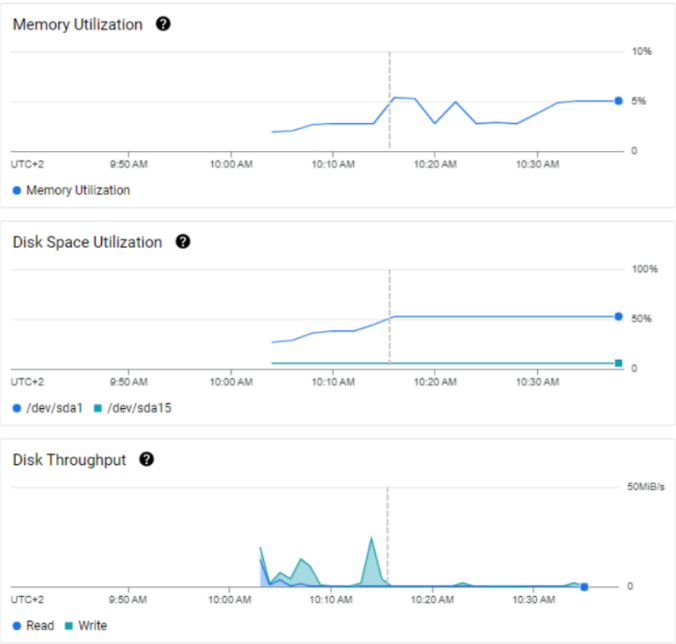 Memory Utilization ?
10%
5%
0
UTC+2 9:50 AM 10:00 AM 10:10 AM 10:20 AM 10:30 AM
Memory Utilization
Disk Space Utilization ?
100%
50%
0
UTC+2 9:50 AM 10:00 AM 10:10 AM 10:20 AM 10:30 AM
/dev/sda1 /dev/sda15
Disk Throughput ?
50MiB/s
0
UTC+2 9:50 AM 10:00 AM 10:10 AM 10:20 AM 10:30 AM
Read Write